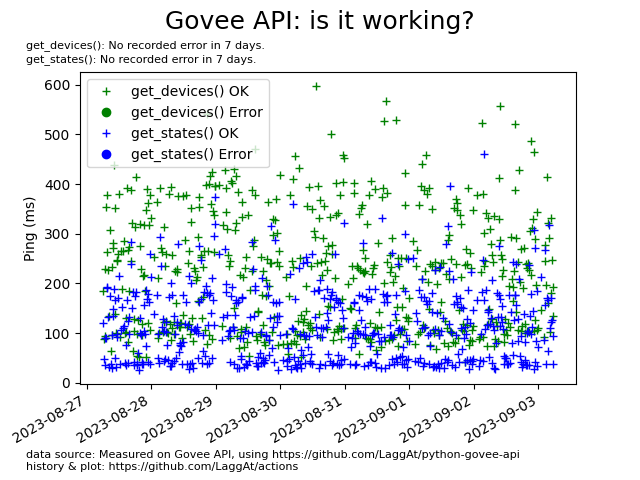 Govee API: is it working?
get_devices(): No recorded error in 7 days.
get_states(): No recorded error in 7 days.
get_devices() OK
get_devices() Error
get_states() OK
get_states() Error
600
500
400
300
200
100
0
Ping (ms)
2023-08-27
2023-08-28
2023-08-29
2023-08-30
2023-08-31
2023-09-01
2023-09-02
2023-09-03
data source: Measured on Govee API, using https://github.com/LaggAt/python-govee-api
history & plot: https://github.com/LaggAt/actions